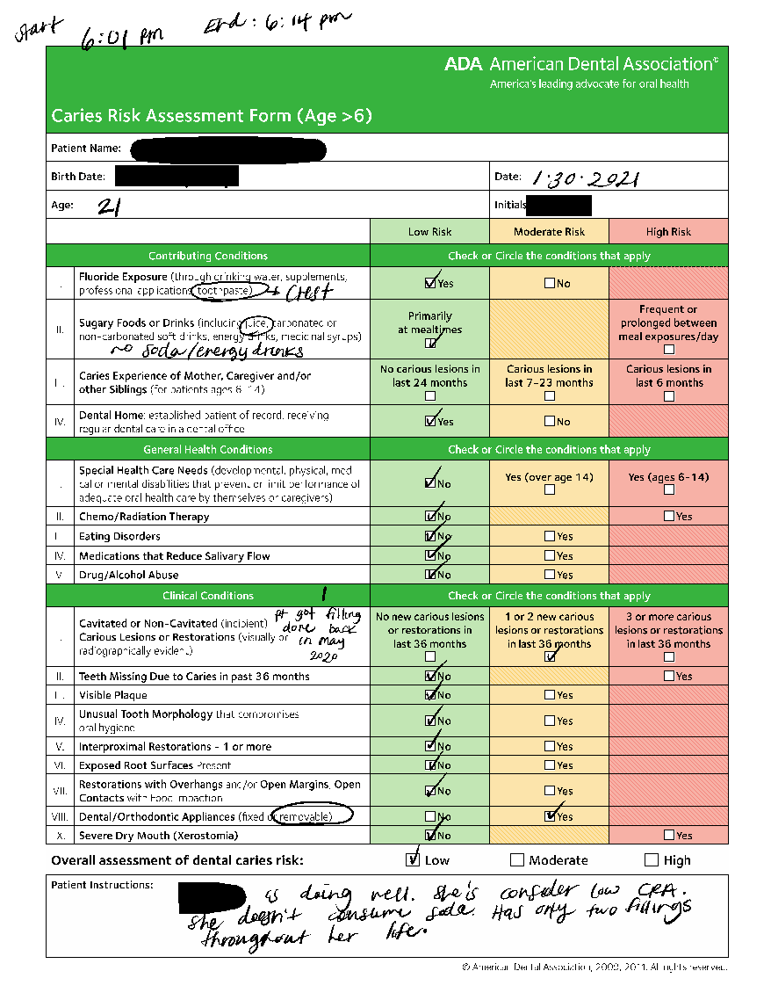 start 6:01 pm End: 6:14 pm
ADA American Dental Association®
America's leading advocate for oral health
Caries Risk Assessment Form (Age >6)
Patient Name:
Birth Date: Date: 1·30·2021
Age: 21 Initials
Low Risk Moderate Risk High Risk
Contributing Conditions Check or Circle the conditions that apply
I. Fluoride Exposure (through drinking water, supplements,
professional applications, toothpaste) → Crest Yes No
II. Sugary Foods or Drinks (including juice, carbonated or
non-carbonated soft drinks, energy drinks, medicinal syrups)
no soda/energy drinks
Primarily
at mealtimes
Frequent or
prolonged between
meal exposures/day
III. Caries Experience of Mother, Caregiver and/or
other Siblings (for patients ages 6-14)
No carious lesions in
last 24 months
Carious lesions in
last 7-23 months
Carious lesions in
last 6 months
IV. Dental Home: established patient of record, receiving
regular dental care in a dental office Yes No
General Health Conditions Check or Circle the conditions that apply
I. Special Health Care Needs (developmental, physical, med
cal or mental disabilities that prevent or limit performance of
adequate oral health care by themselves or caregivers)
No Yes (over age 14) Yes (ages 6-14)
II. Chemo/Radiation Therapy No Yes
III. Eating Disorders No Yes
IV. Medications that Reduce Salivary Flow No Yes
V. Drug/Alcohol Abuse No Yes
Clinical Conditions Check or Circle the conditions that apply
I. Cavitated or Non-Cavitated (incipient)
Carious Lesions or Restorations (visually or
radiographically evident)
pt got filling
done back
in may
2020
No new carious lesions
or restorations in
last 36 months
1 or 2 new carious
lesions or restorations
in last 36 months
3 or more carious
lesions or restorations
in last 36 months
II. Teeth Missing Due to Caries in past 36 months No Yes
III. Visible Plaque No Yes
IV. Unusual Tooth Morphology that compromises
oral hygiene No Yes
V. Interproximal Restorations - 1 or more No Yes
VI. Exposed Root Surfaces Present No Yes
VII. Restorations with Overhangs and/or Open Margins, Open
Contacts with Food Impaction No Yes
VIII. Dental/Orthodontic Appliances (fixed or removable) No Yes
X. Severe Dry Mouth (Xerostomia) No Yes
Overall assessment of dental caries risk: Low Moderate High
Patient Instructions:
is doing well. she's consider low CRA.
she doesn't consume soda. Has only two fillings
throughout her life.
© American Dental Association, 2009, 2011. All rights reserved.